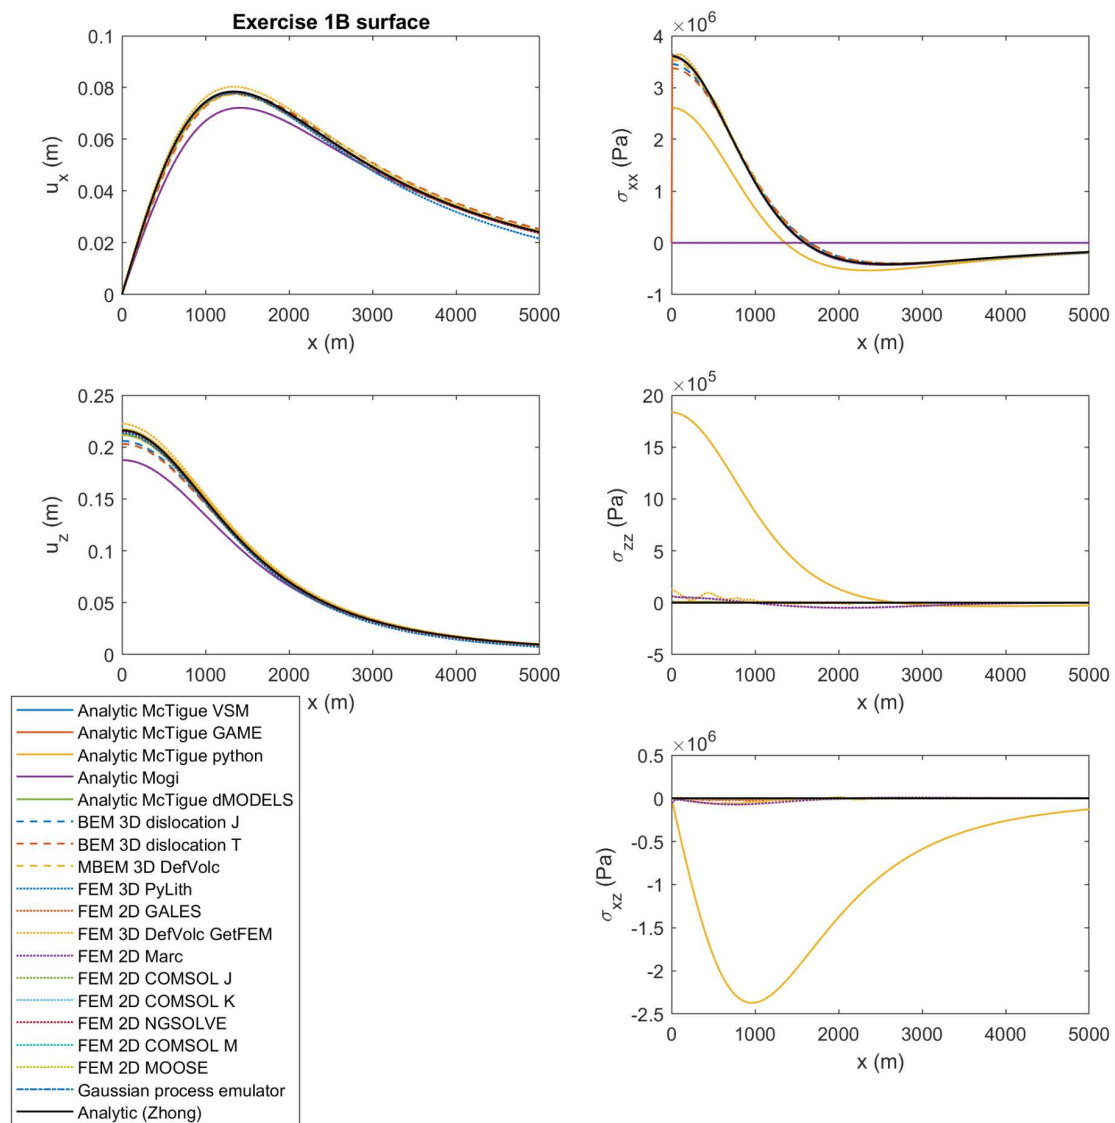 Exercise 1B surface
0.1
0.08
0.06
0.04
0.02
0
u_x (m)
0 1000 2000 3000 4000 5000
x (m)
×10^6
4
3
2
1
0
-1
σ_xx (Pa)
0 1000 2000 3000 4000 5000
x (m)
0.25
0.2
0.15
0.1
0.05
0
u_z (m)
0 1000 2000 3000 4000 5000
x (m)
×10^5
20
15
10
5
0
-5
σ_zz (Pa)
0 1000 2000 3000 4000 5000
x (m)
Analytic McTigue VSM
Analytic McTigue GAME
Analytic McTigue python
Analytic Mogi
Analytic McTigue dMODELS
BEM 3D dislocation J
BEM 3D dislocation T
MBEM 3D DefVolc
FEM 3D PyLith
FEM 2D GALES
FEM 3D DefVolc GetFEM
FEM 2D Marc
FEM 2D COMSOL J
FEM 2D COMSOL K
FEM 2D NGSOLVE
FEM 2D COMSOL M
FEM 2D MOOSE
Gaussian process emulator
Analytic (Zhong)
×10^6
0.5
0
-0.5
-1
-1.5
-2
-2.5
σ_xz (Pa)
0 1000 2000 3000 4000 5000
x (m)